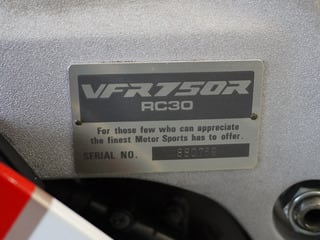 VFR750R
RC30
For those few who can appreciate
the finest Motor Sports has to offer.
SERIAL NO.